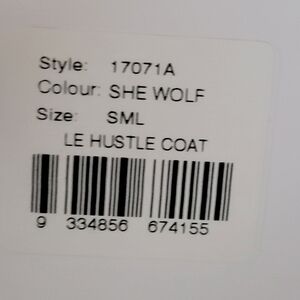 Style: 17071A
Colour: SHE WOLF
Size: SML
LE HUSTLE COAT
9 334856 674155